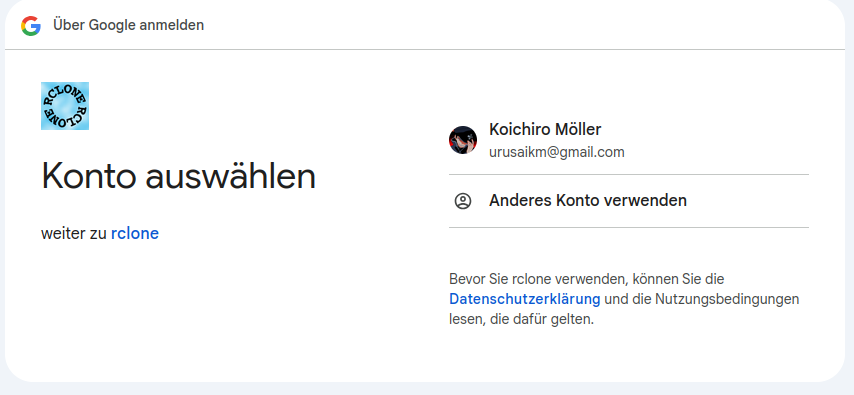 Über Google anmelden
RCLONE RCLONE
Konto auswählen
weiter zu rclone
Koichiro Möller
urusaikm@gmail.com
Anderes Konto verwenden
Bevor Sie rclone verwenden, können Sie die
Datenschutzerklärung und die Nutzungsbedingungen
lesen, die dafür gelten.